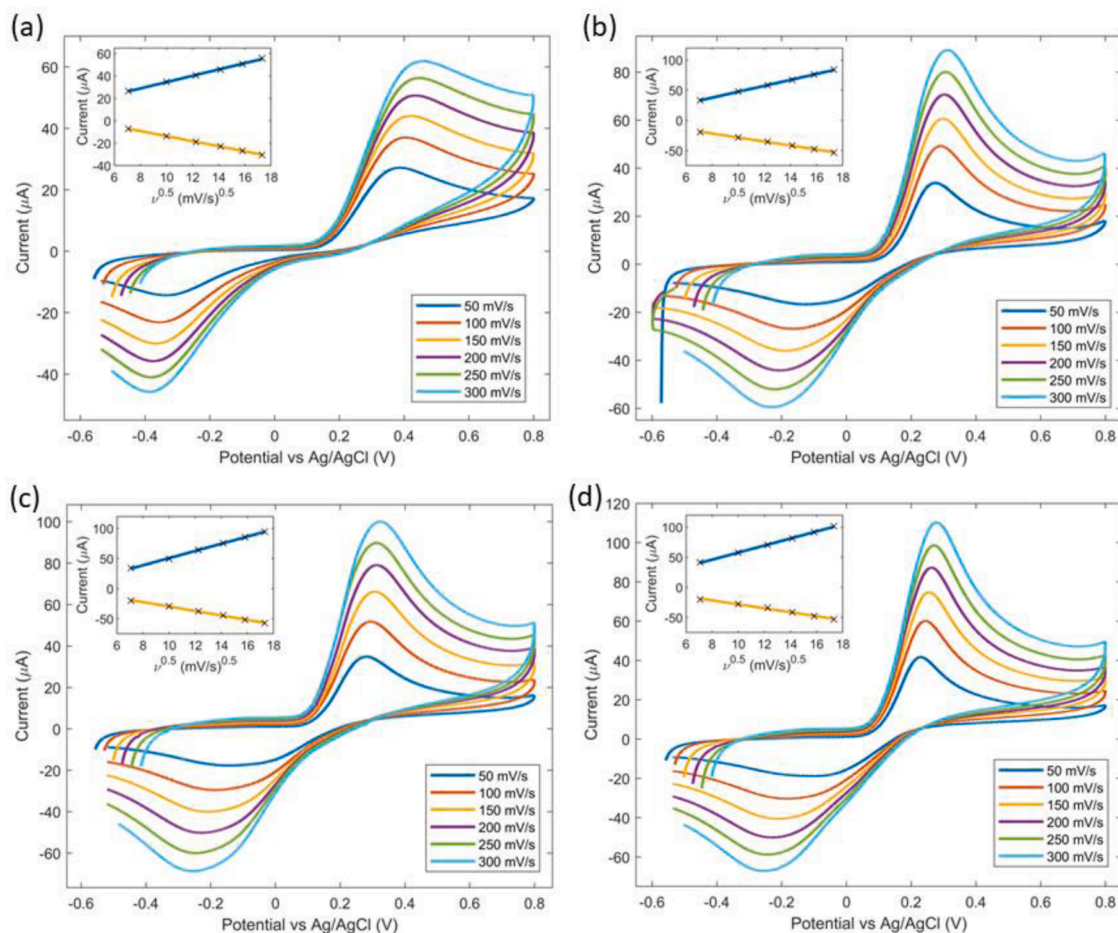 (a)
60
40
20
0
-20
-40
Current (µA)
-0.6 -0.4 -0.2 0 0.2 0.4 0.6 0.8
Potential vs Ag/AgCl (V)
60
40
20
0
-20
-40
Current (µA)
6 8 10 12 14 16 18
ν^0.5 (mV/s)^0.5
50 mV/s
100 mV/s
150 mV/s
200 mV/s
250 mV/s
300 mV/s
(b)
80
60
40
20
0
-20
-40
-60
Current (µA)
-0.6 -0.4 -0.2 0 0.2 0.4 0.6 0.8
Potential vs Ag/AgCl (V)
100
50
0
-50
Current (µA)
6 8 10 12 14 16 18
ν^0.5 (mV/s)^0.5
50 mV/s
100 mV/s
150 mV/s
200 mV/s
250 mV/s
300 mV/s
(c)
100
80
60
40
20
0
-20
-40
-60
Current (µA)
-0.6 -0.4 -0.2 0 0.2 0.4 0.6 0.8
Potential vs Ag/AgCl (V)
100
50
0
-50
Current (µA)
6 8 10 12 14 16 18
ν^0.5 (mV/s)^0.5
50 mV/s
100 mV/s
150 mV/s
200 mV/s
250 mV/s
300 mV/s
(d)
120
100
80
60
40
20
0
-20
-40
-60
Current (µA)
-0.6 -0.4 -0.2 0 0.2 0.4 0.6 0.8
Potential vs Ag/AgCl (V)
100
50
0
-50
Current (µA)
6 8 10 12 14 16 18
ν^0.5 (mV/s)^0.5
50 mV/s
100 mV/s
150 mV/s
200 mV/s
250 mV/s
300 mV/s